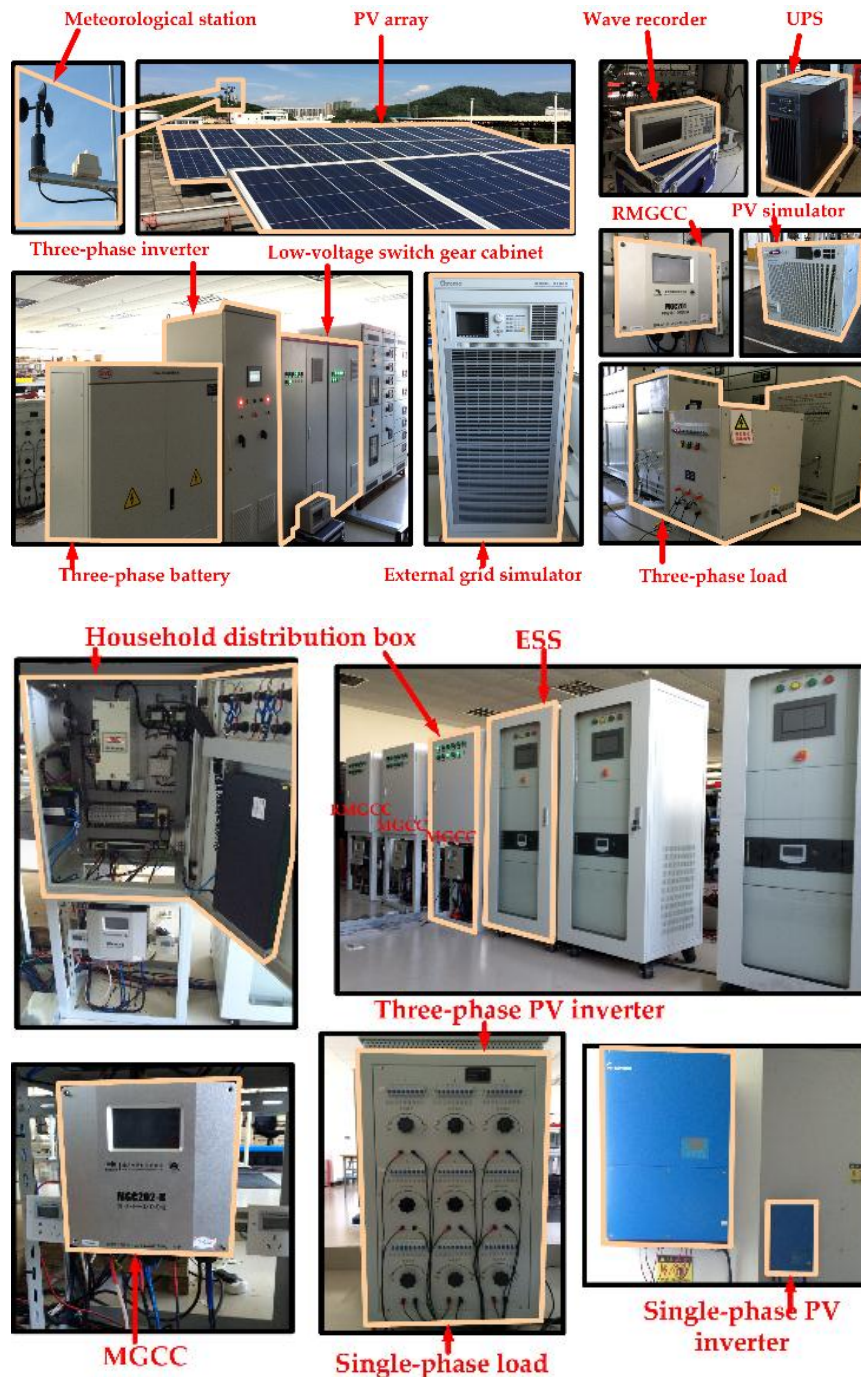 Meteorological station
PV array
Wave recorder
UPS
Three-phase inverter
Low-voltage switch gear cabinet
RMGCC
PV simulator
MGC201
Three-phase battery
External grid simulator
Three-phase load
Household distribution box
ESS
RMGCC
MGCC
MGCC
Three-phase PV inverter
MGC202-H
MGCC
Single-phase load
Single-phase PV
inverter